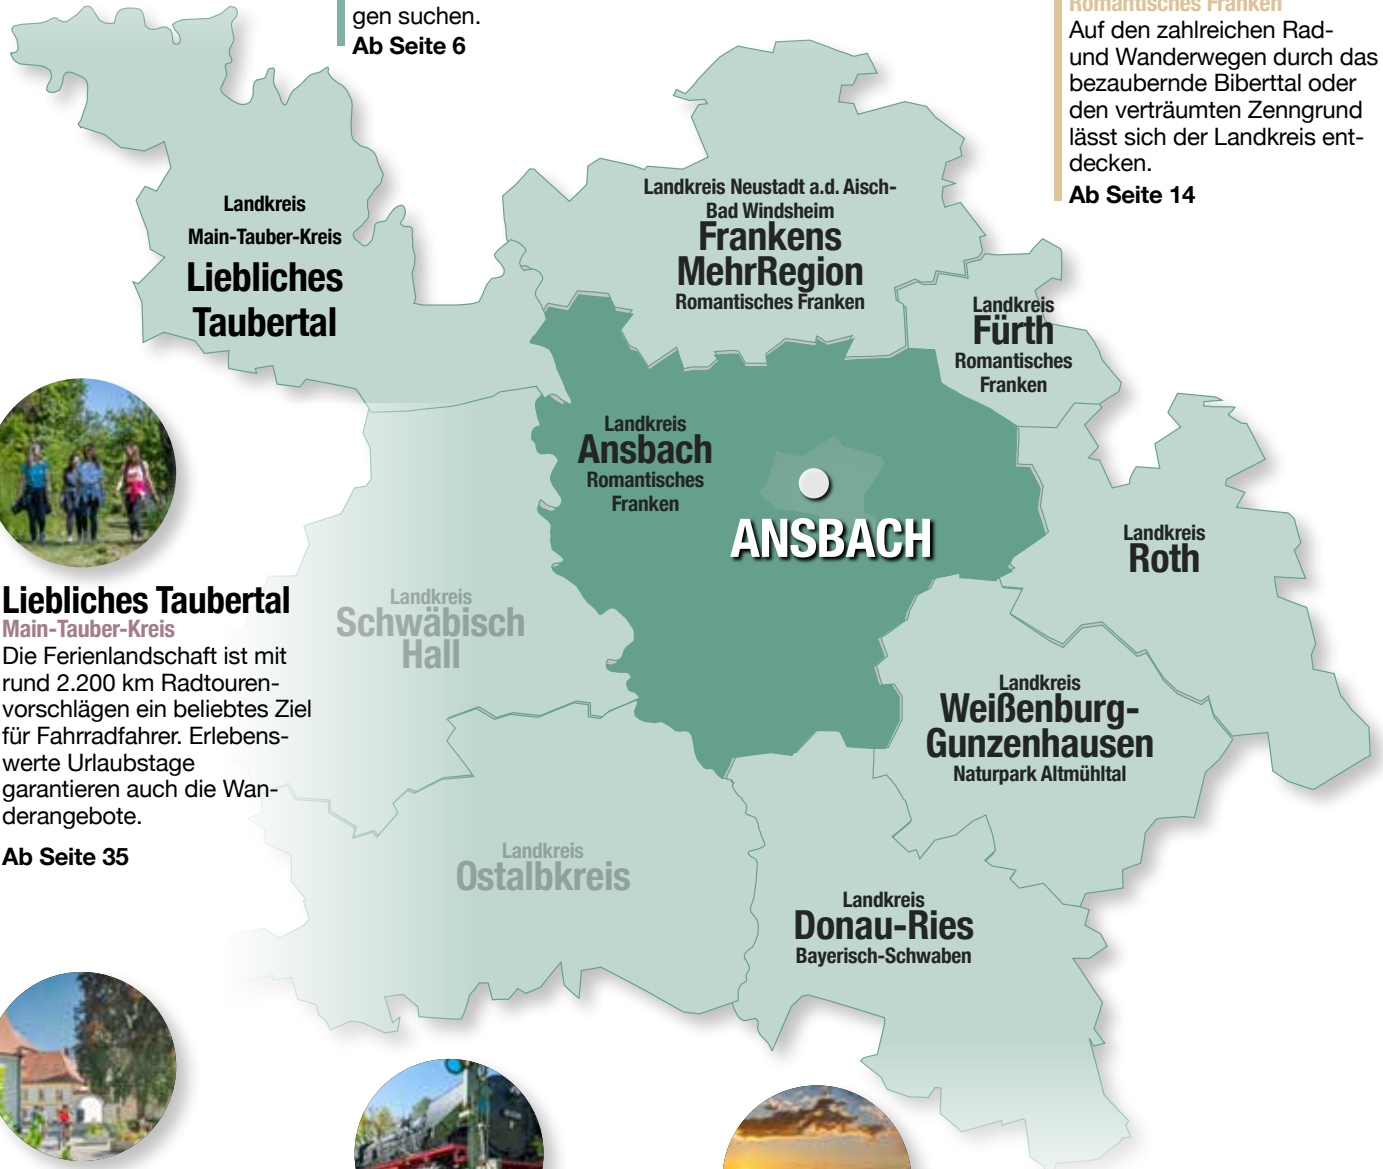 gen suchen.
Ab Seite 6
Romantisches Franken
Auf den zahlreichen Rad-
und Wanderwegen durch das
bezaubernde Biberttal oder
den verträumten Zenngrund
lässt sich der Landkreis ent-
decken.
Ab Seite 14
Landkreis
Main-Tauber-Kreis
Liebliches
Taubertal
Landkreis Neustadt a.d. Aisch-
Bad Windsheim
Frankens
MehrRegion
Romantisches Franken
Landkreis
Fürth
Romantisches
Franken
Landkreis
Ansbach
Romantisches
Franken
ANSBACH
Landkreis
Roth
Landkreis
Schwäbisch
Hall
Liebliches Taubertal
Main-Tauber-Kreis
Die Ferienlandschaft ist mit
rund 2.200 km Radtouren-
vorschlägen ein beliebtes Ziel
für Fahrradfahrer. Erlebens-
werte Urlaubstage
garantieren auch die Wan-
derangebote.
Ab Seite 35
Landkreis
Weißenburg-
Gunzenhausen
Naturpark Altmühltal
Landkreis
Ostalbkreis
Landkreis
Donau-Ries
Bayerisch-Schwaben